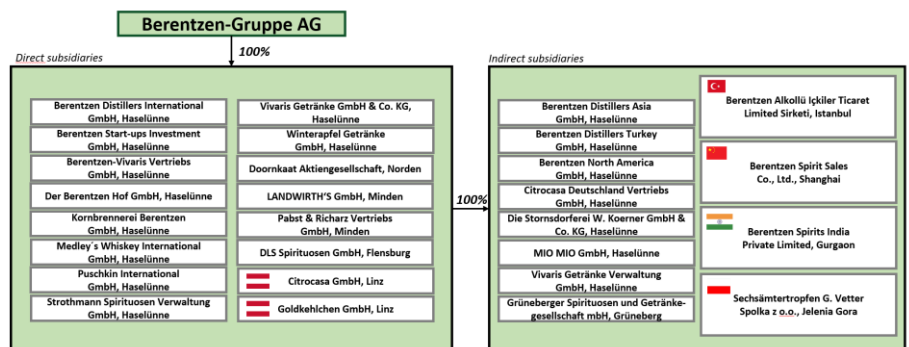 Berentzen-Gruppe AG
100%
Direct subsidiaries
Berentzen Distillers International
GmbH, Haselünne
Berentzen Start-ups Investment
GmbH, Haselünne
Berentzen-Vivaris Vertriebs
GmbH, Haselünne
Der Berentzen Hof GmbH, Haselünne
Kornbrennerei Berentzen
GmbH, Haselünne
Medley´s Whiskey International
GmbH, Haselünne
Puschkin International
GmbH, Haselünne
Strothmann Spirituosen Verwaltung
GmbH, Haselünne
Vivaris Getränke GmbH & Co. KG,
Haselünne
Winterapfel Getränke
GmbH, Haselünne
Doornkaat Aktiengesellschaft, Norden
LANDWIRTH'S GmbH, Minden
Pabst & Richarz Vertriebs
GmbH, Minden
DLS Spirituosen GmbH, Flensburg
Citrocasa GmbH, Linz
Goldkehlchen GmbH, Linz
100%
Indirect subsidiaries
Berentzen Distillers Asia
GmbH, Haselünne
Berentzen Distillers Turkey
GmbH, Haselünne
Berentzen North America
GmbH, Haselünne
Citrocasa Deutschland Vertriebs
GmbH, Haselünne
Die Stornsdorferei W. Koerner GmbH &
Co. KG, Haselünne
MIO MIO GmbH, Haselünne
Vivaris Getränke Verwaltung
GmbH, Haselünne
Grüneberger Spirituosen und Getränke-
gesellschaft mbH, Grüneberg
Berentzen Alkollü Içkiler Ticaret
Limited Sirketi, Istanbul
Berentzen Spirit Sales
Co., Ltd., Shanghai
Berentzen Spirits India
Private Limited, Gurgaon
Sechsämtertropfen G. Vetter
Spolka z o.o., Jelenia Gora